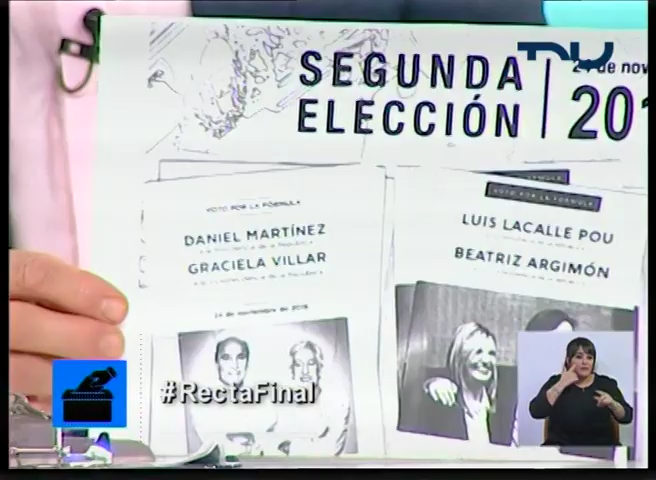 TNU
SEGUNDA
ELECCIÓN
de nov
201
VOTO POR LA FÓRMULA
DANIEL MARTÍNEZ
GRACIELA VILLAR
24 de noviembre de 2019
VOTO POR LA FÓRMULA
LUIS LACALLE POU
BEATRIZ ARGIMÓN
#RectaFinal